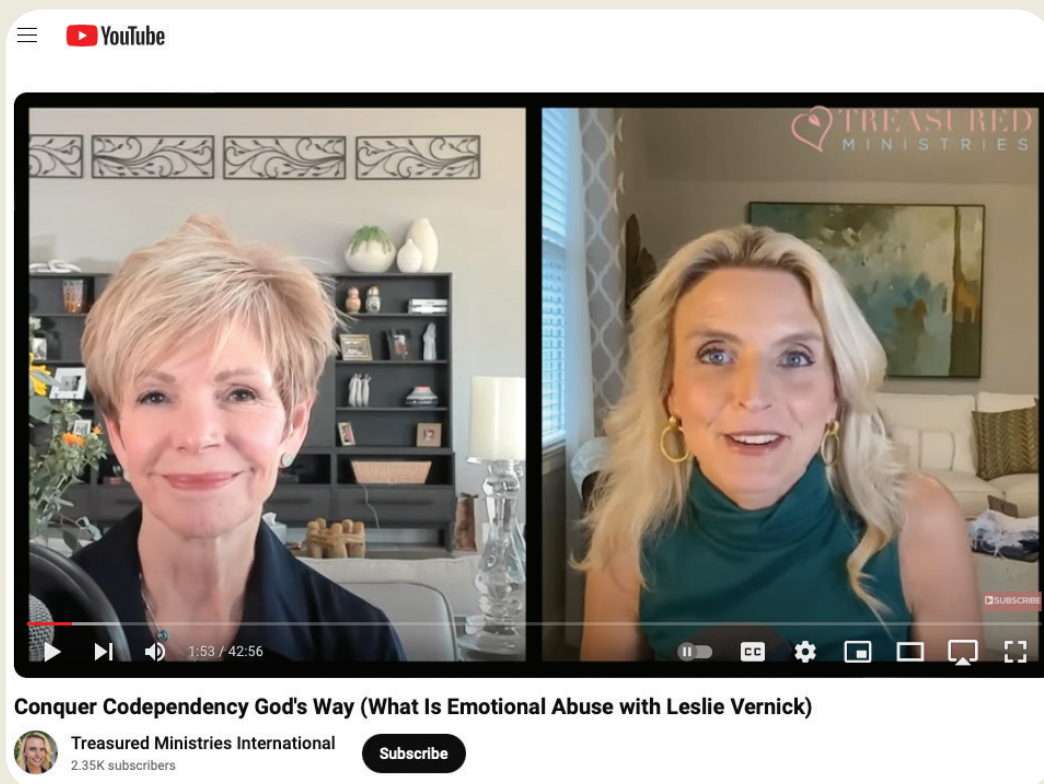 YouTube
TREASURED
MINISTRIES
SUBSCRIBE
1:53 / 42:56
CC
Conquer Codependency God's Way (What Is Emotional Abuse with Leslie Vernick)
Treasured Ministries International
Subscribe
2.35K subscribers